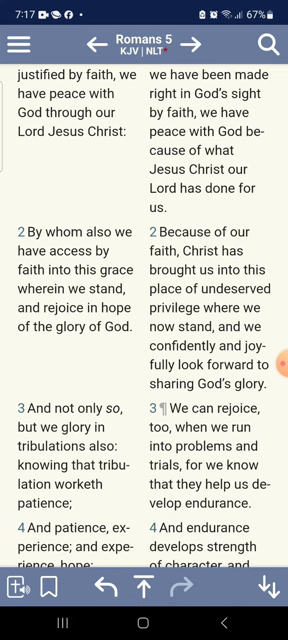 7:17
67%
Romans 5
KJV | NLT*
justified by faith, we
have peace with
God through our
Lord Jesus Christ:
2 By whom also we
have access by
faith into this grace
wherein we stand,
and rejoice in hope
of the glory of God.
3 And not only so,
but we glory in
tribulations also:
knowing that tribu-
lation worketh
patience;
4 And patience, ex-
perience; and expe-
rience, hope:
we have been made
right in God’s sight
by faith, we have
peace with God be-
cause of what
Jesus Christ our
Lord has done for
us.
2 Because of our
faith, Christ has
brought us into this
place of undeserved
privilege where we
now stand, and we
confidently and joy-
fully look forward to
sharing God’s glory.
3 ¶ We can rejoice,
too, when we run
into problems and
trials, for we know
that they help us de-
velop endurance.
4 And endurance
develops strength
of character, and